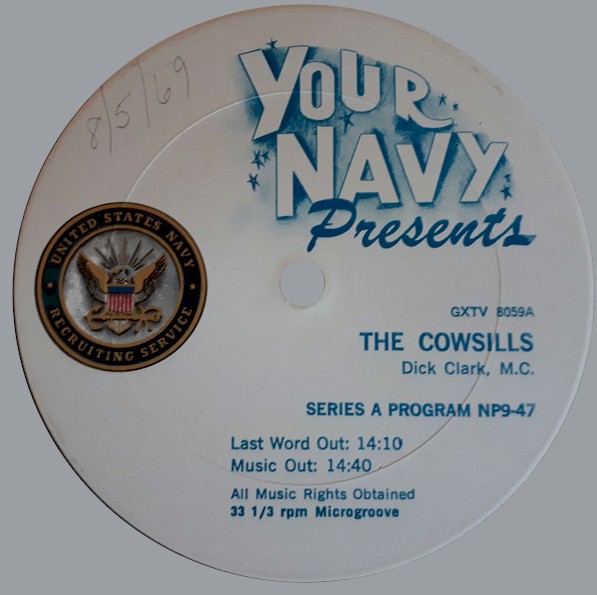 8/5/69
YOUR
NAVY
Presents
UNITED STATES NAVY
RECRUITING SERVICE
GXTV 8059A
THE COWSILLS
Dick Clark, M.C.
SERIES A PROGRAM NP9-47
Last Word Out: 14:10
Music Out: 14:40
All Music Rights Obtained
33 1/3 rpm Microgroove